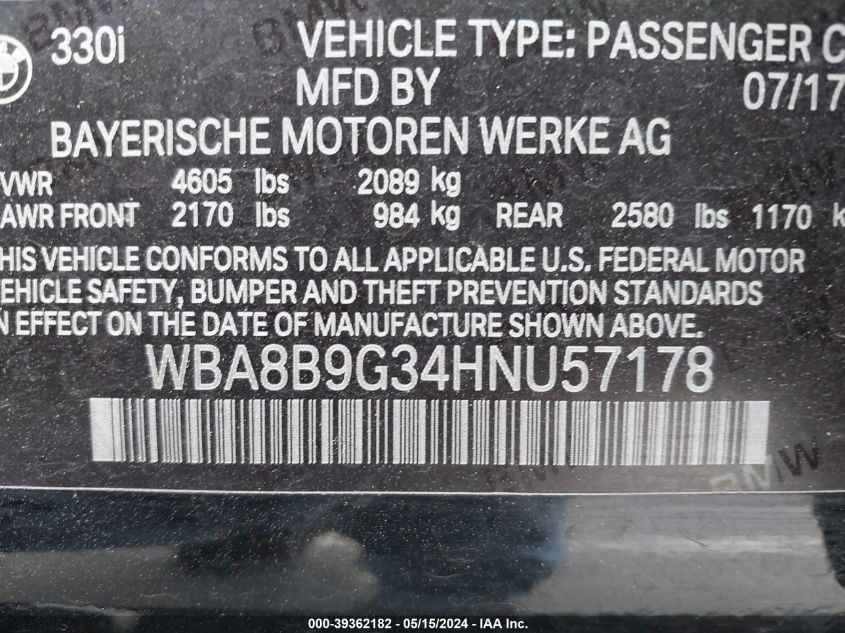 330i VEHICLE TYPE: PASSENGER C
MFD BY 07/17
BAYERISCHE MOTOREN WERKE AG
VWR 4605 lbs 2089 kg
AWR FRONT 2170 lbs 984 kg REAR 2580 lbs 1170 k
HIS VEHICLE CONFORMS TO ALL APPLICABLE U.S. FEDERAL MOTOR
EHICLE SAFETY, BUMPER AND THEFT PREVENTION STANDARDS
N EFFECT ON THE DATE OF MANUFACTURE SHOWN ABOVE.
WBA8B9G34HNU57178
BMW
000-39362182 - 05/15/2024 - IAA Inc.